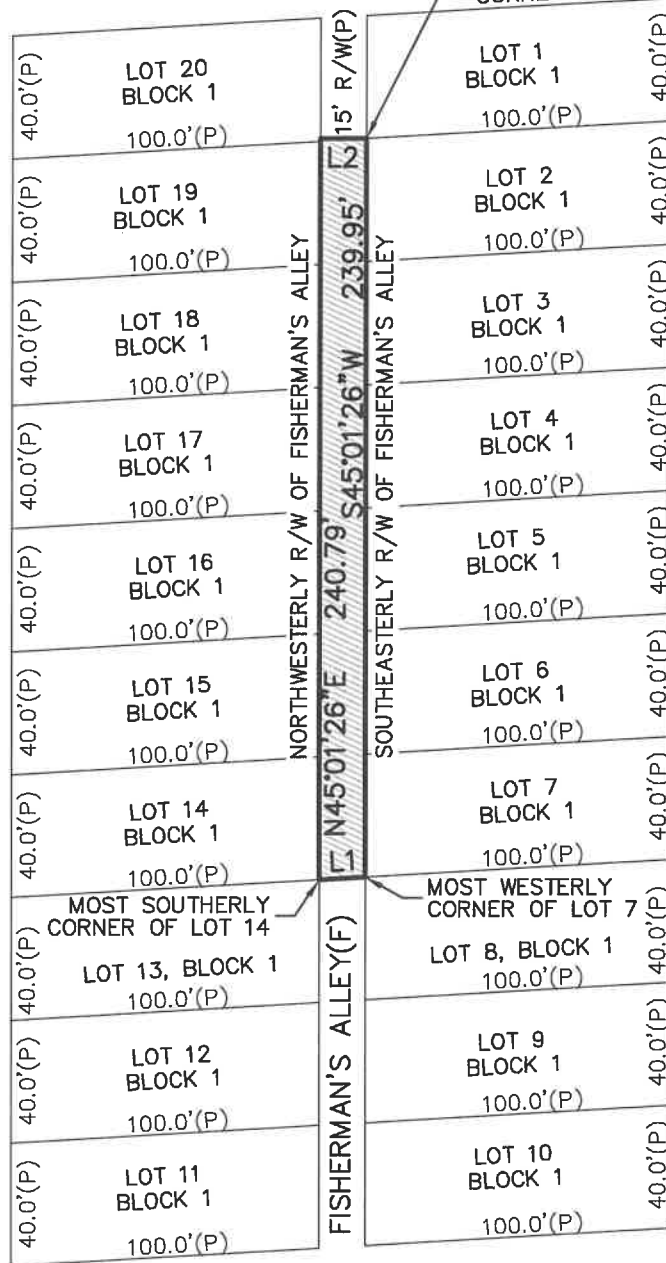 CORNE
40.0'(P)
LOT 20
BLOCK 1
100.0'(P)
15' R/W(P)
LOT 1
BLOCK 1
100.0'(P)
40.0'(P)
40.0'(P)
LOT 19
BLOCK 1
100.0'(P)
L2
LOT 2
BLOCK 1
100.0'(P)
40.0'(P)
40.0'(P)
LOT 18
BLOCK 1
100.0'(P)
LOT 3
BLOCK 1
100.0'(P)
40.0'(P)
40.0'(P)
LOT 17
BLOCK 1
100.0'(P)
NORTHWESTERLY R/W OF FISHERMAN'S ALLEY
N45°01'26"E 240.79'
S45°01'26"W 239.95'
SOUTHEASTERLY R/W OF FISHERMAN'S ALLEY
LOT 4
BLOCK 1
100.0'(P)
40.0'(P)
40.0'(P)
LOT 16
BLOCK 1
100.0'(P)
LOT 5
BLOCK 1
100.0'(P)
40.0'(P)
40.0'(P)
LOT 15
BLOCK 1
100.0'(P)
LOT 6
BLOCK 1
100.0'(P)
40.0'(P)
40.0'(P)
LOT 14
BLOCK 1
100.0'(P)
L1
LOT 7
BLOCK 1
100.0'(P)
40.0'(P)
MOST SOUTHERLY
CORNER OF LOT 14
MOST WESTERLY
CORNER OF LOT 7
40.0'(P)
LOT 13, BLOCK 1
100.0'(P)
FISHERMAN'S ALLEY(F)
LOT 8, BLOCK 1
100.0'(P)
40.0'(P)
40.0'(P)
LOT 12
BLOCK 1
100.0'(P)
LOT 9
BLOCK 1
100.0'(P)
40.0'(P)
40.0'(P)
LOT 11
BLOCK 1
100.0'(P)
LOT 10
BLOCK 1
100.0'(P)
40.0'(P)